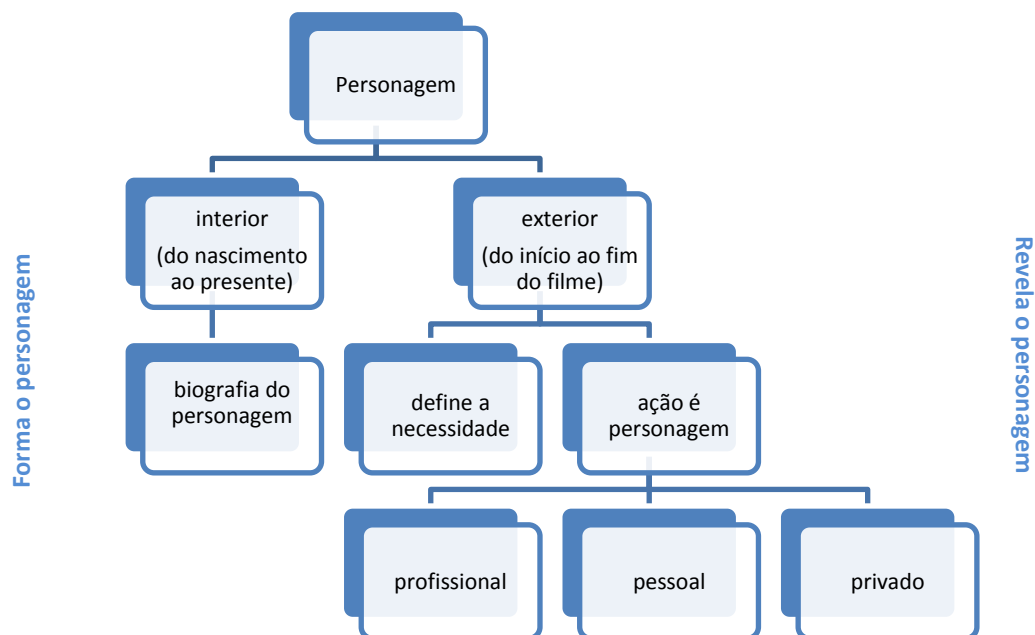 Personagem
interior
(do nascimento
ao presente)
exterior
(do início ao fim
do filme)
Forma o personagem
Revela o personagem
biografia do
personagem
define a
necessidade
ação é
personagem
profissional
pessoal
privado